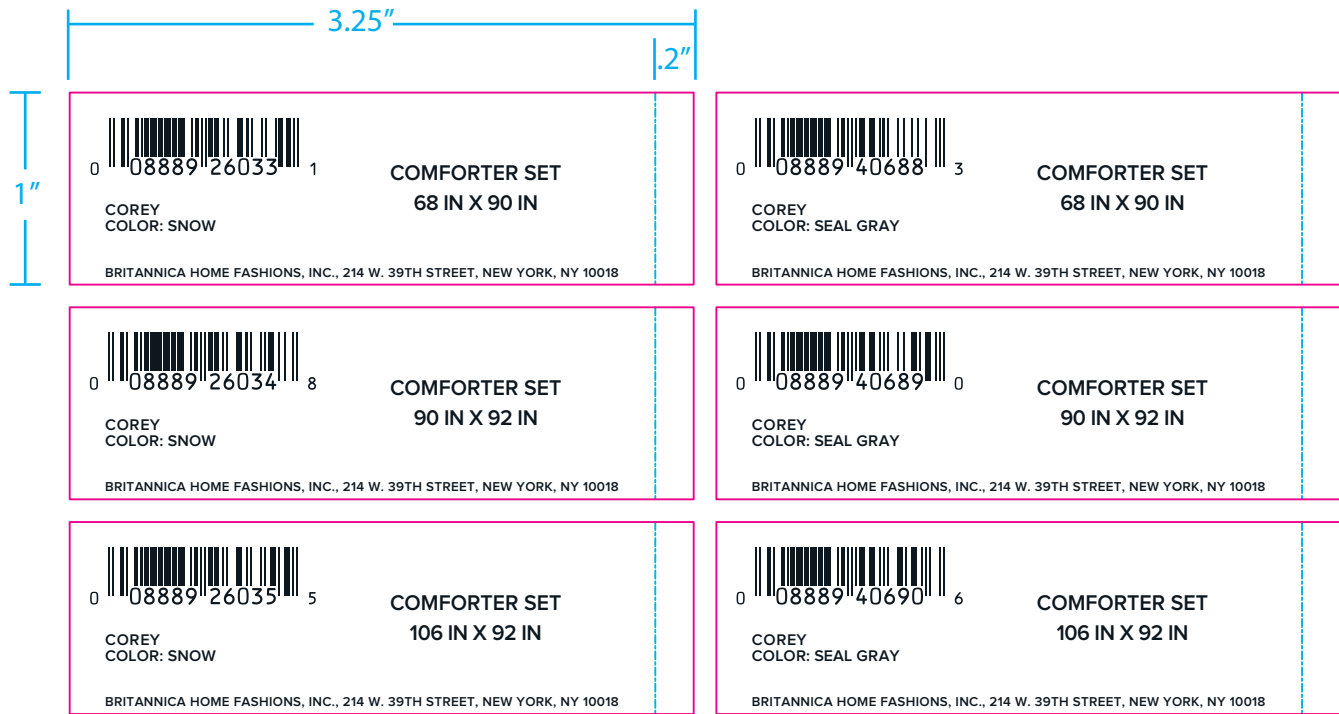 3.25”
.2”
1”
0 08889 26033 1
COMFORTER SET
68 IN X 90 IN
COREY
COLOR: SNOW
BRITANNICA HOME FASHIONS, INC., 214 W. 39TH STREET, NEW YORK, NY 10018
0 08889 40688 3
COMFORTER SET
68 IN X 90 IN
COREY
COLOR: SEAL GRAY
BRITANNICA HOME FASHIONS, INC., 214 W. 39TH STREET, NEW YORK, NY 10018
0 08889 26034 8
COMFORTER SET
90 IN X 92 IN
COREY
COLOR: SNOW
BRITANNICA HOME FASHIONS, INC., 214 W. 39TH STREET, NEW YORK, NY 10018
0 08889 40689 0
COMFORTER SET
90 IN X 92 IN
COREY
COLOR: SEAL GRAY
BRITANNICA HOME FASHIONS, INC., 214 W. 39TH STREET, NEW YORK, NY 10018
0 08889 26035 5
COMFORTER SET
106 IN X 92 IN
COREY
COLOR: SNOW
BRITANNICA HOME FASHIONS, INC., 214 W. 39TH STREET, NEW YORK, NY 10018
0 08889 40690 6
COMFORTER SET
106 IN X 92 IN
COREY
COLOR: SEAL GRAY
BRITANNICA HOME FASHIONS, INC., 214 W. 39TH STREET, NEW YORK, NY 10018